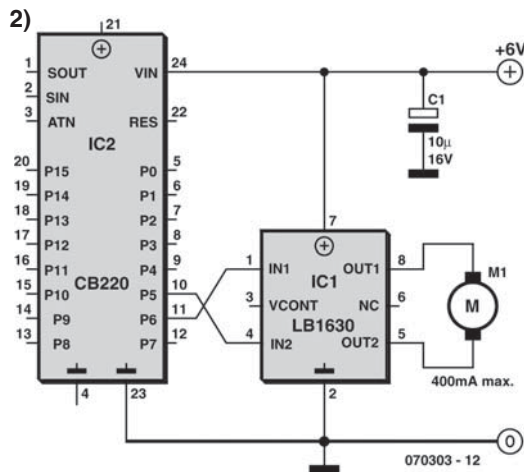 2)
21
+6V
1 SOUT VIN 24
2 SIN
3 ATN RES 22
C1
10µ
16V
IC2
20 P15 P0 5
19 P14 P1 6
18 P13 P2 7
17 P12 P3 8
16 P11 P4 9
15 P10 CB220 P5 10
14 P9 P6 11
13 P8 P7 12
4 23
7
1 IN1 IC1 OUT1 8
3 VCONT NC 6
LB1630
4 IN2 OUT2 5
2
M1
M
400mA max.
0
070303 - 12